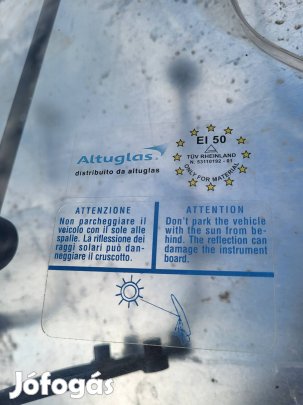 Altuglas
distribuito da altuglas
EI 50
TÜV RHEINLAND
N. 53110192 - 01
ONLY FOR MATERIAL
ATTENZIONE
Non parcheggiare il
veicolo con il sole alle
spalle. La riflessione dei
raggi solari può dan-
neggiare il cruscotto.
ATTENTION
Don't park the vehicle
with the sun from be-
hind. The reflection can
damage the instrument
board.
Jófogás